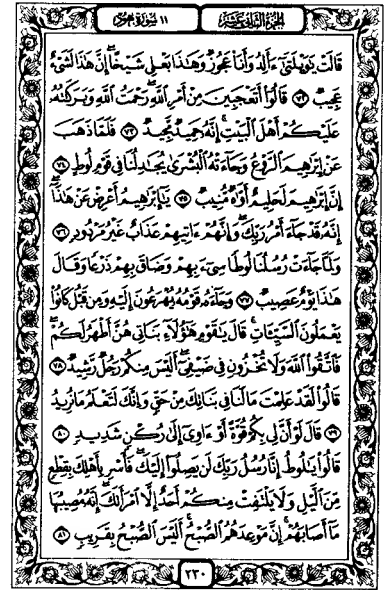 الجزء الثاني عشر ١١ سورة هود
قَالَتْ يَٰوَيْلَتَىٰٓ ءَأَلِدُ وَأَنَا۠ عَجُوزٌ وَهَٰذَا بَعْلِى شَيْخًا ۖ إِنَّ هَٰذَا لَشَىْءٌ
عَجِيبٌ ٧٢ قَالُوٓا۟ أَتَعْجَبِينَ مِنْ أَمْرِ ٱللَّهِ ۖ رَحْمَتُ ٱللَّهِ وَبَرَكَٰتُهُۥ
عَلَيْكُمْ أَهْلَ ٱلْبَيْتِ ۚ إِنَّهُۥ حَمِيدٌ مَّجِيدٌ ٧٣ فَلَمَّا ذَهَبَ
عَنْ إِبْرَٰهِيمَ ٱلرَّوْعُ وَجَآءَتْهُ ٱلْبُشْرَىٰ يُجَٰدِلُنَا فِى قَوْمِ لُوطٍ ٧٤
إِنَّ إِبْرَٰهِيمَ لَحَلِيمٌ أَوَّٰهٌ مُّنِيبٌ ٧٥ يَٰٓإِبْرَٰهِيمُ أَعْرِضْ عَنْ هَٰذَآ ۖ
إِنَّهُۥ قَدْ جَآءَ أَمْرُ رَبِّكَ ۖ وَإِنَّهُمْ ءَاتِيهِمْ عَذَابٌ غَيْرُ مَرْدُودٍ ٧٦
وَلَمَّا جَآءَتْ رُسُلُنَا لُوطًا سِىٓءَ بِهِمْ وَضَاقَ بِهِمْ ذَرْعًا وَقَالَ
هَٰذَا يَوْمٌ عَصِيبٌ ٧٧ وَجَآءَهُۥ قَوْمُهُۥ يُهْرَعُونَ إِلَيْهِ وَمِن قَبْلُ كَانُوا۟
يَعْمَلُونَ ٱلسَّيِّـَٔاتِ ۚ قَالَ يَٰقَوْمِ هَٰٓؤُلَآءِ بَنَاتِى هُنَّ أَطْهَرُ لَكُمْ ۖ
فَٱتَّقُوا۟ ٱللَّهَ وَلَا تُخْزُونِ فِى ضَيْفِىٓ ۖ أَلَيْسَ مِنكُمْ رَجُلٌ رَّشِيدٌ ٧٨
قَالُوا۟ لَقَدْ عَلِمْتَ مَا لَنَا فِى بَنَاتِكَ مِنْ حَقٍّ وَإِنَّكَ لَتَعْلَمُ مَا نُرِيدُ
٧٩ قَالَ لَوْ أَنَّ لِى بِكُمْ قُوَّةً أَوْ ءَاوِىٓ إِلَىٰ رُكْنٍ شَدِيدٍ ٨٠
قَالُوا۟ يَٰلُوطُ إِنَّا رُسُلُ رَبِّكَ لَن يَصِلُوٓا۟ إِلَيْكَ ۖ فَأَسْرِ بِأَهْلِكَ بِقِطْعٍ
مِّنَ ٱلَّيْلِ وَلَا يَلْتَفِتْ مِنكُمْ أَحَدٌ إِلَّا ٱمْرَأَتَكَ ۖ إِنَّهُۥ مُصِيبُهَا
مَآ أَصَابَهُمْ ۚ إِنَّ مَوْعِدَهُمُ ٱلصُّبْحُ ۚ أَلَيْسَ ٱلصُّبْحُ بِقَرِيبٍ ٨١
٢٣٠